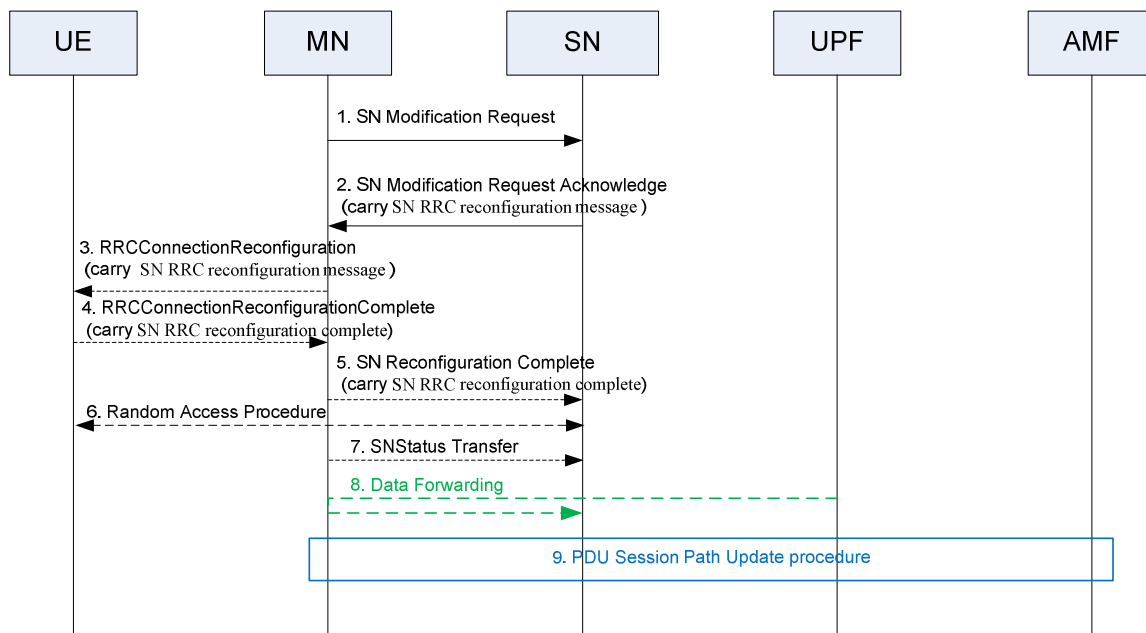 UE
MN
SN
UPF
AMF
1. SN Modification Request
2. SN Modification Request Acknowledge
(carry SN RRC reconfiguration message )
3. RRCConnectionReconfiguration
(carry SN RRC reconfiguration message )
4. RRCConnectionReconfigurationComplete
(carry SN RRC reconfiguration complete)
5. SN Reconfiguration Complete
(carry SN RRC reconfiguration complete)
6. Random Access Procedure
7. SNStatus Transfer
8. Data Forwarding
9. PDU Session Path Update procedure